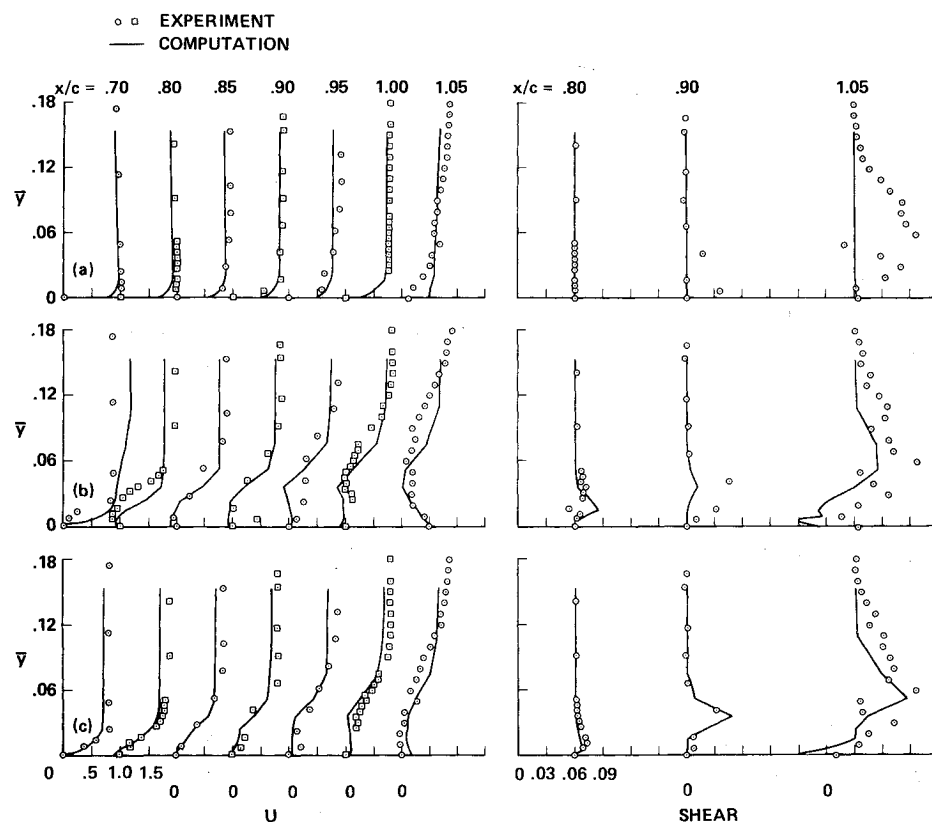 EXPERIMENT
COMPUTATION
x/c = .70 .80 .85 .90 .95 1.00 1.05
x/c = .80 .90 1.05
.18
.12
ȳ
.06
(a)
0
.18
.12
ȳ
.06
(b)
0
.18
.12
ȳ
.06
(c)
0
0 .5 1.0 1.5
0 0 0 0 0
U
0 .03 .06 .09
0 0
SHEAR